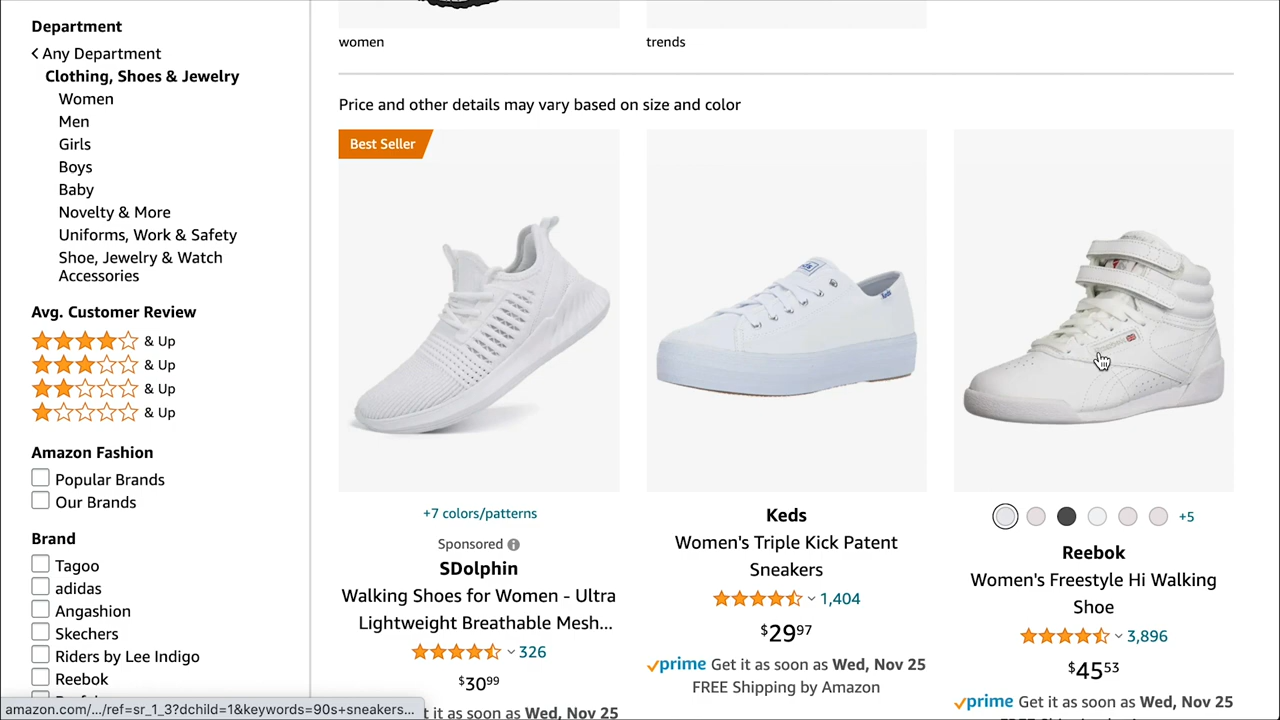 Department
Any Department
Clothing, Shoes & Jewelry
Women
Men
Girls
Boys
Baby
Novelty & More
Uniforms, Work & Safety
Shoe, Jewelry & Watch
Accessories
Avg. Customer Review
& Up
& Up
& Up
& Up
Amazon Fashion
Popular Brands
Our Brands
Brand
Tagoo
adidas
Angashion
Skechers
Riders by Lee Indigo
Reebok
amazon.com/.../ref=sr_1_3?dchild=1&keywords=90s+sneakers...
women
trends
Price and other details may vary based on size and color
Best Seller
+7 colors/patterns
Sponsored
SDolphin
Walking Shoes for Women - Ultra
Lightweight Breathable Mesh...
326
$3099
it as soon as Wed, Nov 25
Keds
Keds
Women's Triple Kick Patent
Sneakers
1,404
$2997
prime Get it as soon as Wed, Nov 25
FREE Shipping by Amazon
+5
Reebok
Women's Freestyle Hi Walking
Shoe
3,896
$4553
prime Get it as soon as Wed, Nov 25